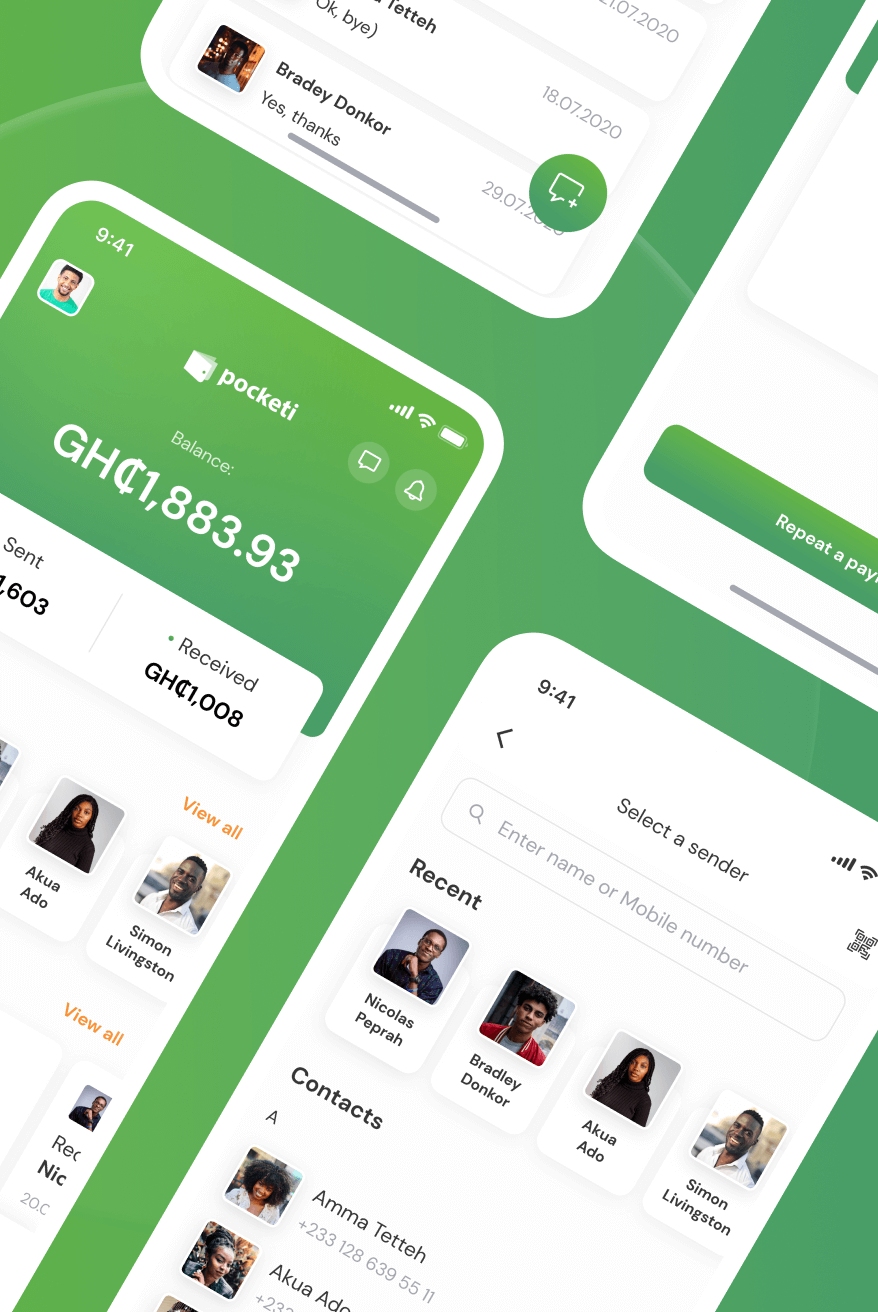 Tetteh
Ok, bye)
21.07.2020
Bradey Donkor
Yes, thanks
18.07.2020
29.07.2020
9:41
pocketi
Balance:
GH₵1,883.93
Sent
1,603
Received
GH₵1,008
View all
Akua
Ado
Simon
Livingston
View all
Rec
Nic
20.0
Repeat a pay
9:41
Select a sender
Enter name or Mobile number
Recent
Nicolas
Peprah
Bradley
Donkor
Akua
Ado
Simon
Livingston
Contacts
A
Amma Tetteh
+233 128 639 55 11
Akua Ado
+233